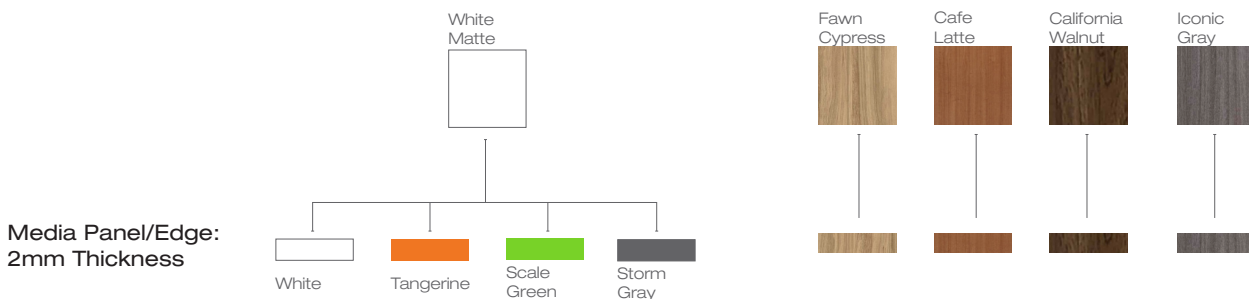 White
Matte
Fawn
Cypress
Cafe
Latte
California
Walnut
Iconic
Gray
Media Panel/Edge:
2mm Thickness
White
Tangerine
Scale
Green
Storm
Gray